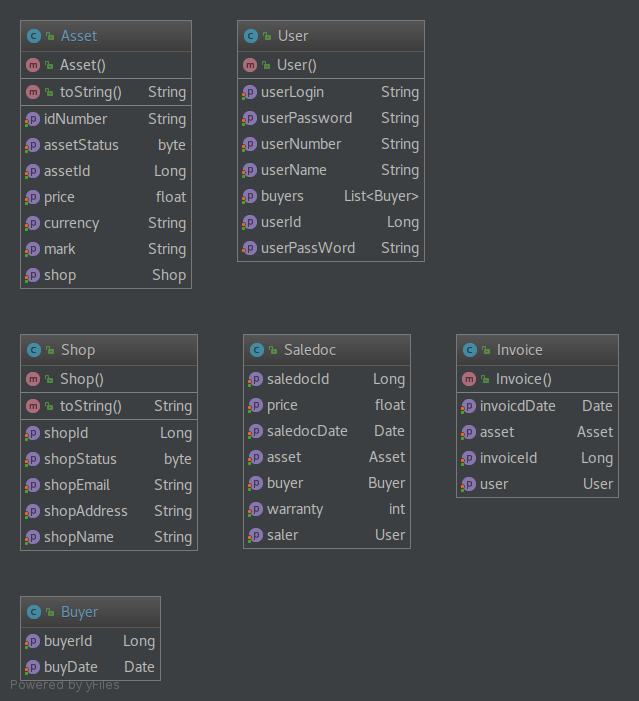 Asset
Asset()
toString() String
idNumber String
assetStatus byte
assetId Long
price float
currency String
mark String
shop Shop
User
User()
userLogin String
userPassword String
userNumber String
userName String
buyers List<Buyer>
userId Long
userPassWord String
Shop
Shop()
toString() String
shopId Long
shopStatus byte
shopEmail String
shopAddress String
shopName String
Saledoc
saledocId Long
price float
saledocDate Date
asset Asset
buyer Buyer
warranty int
saler User
Invoice
Invoice()
invoicdDate Date
asset Asset
invoiceId Long
user User
Buyer
buyerId Long
buyDate Date
Powered by yFiles